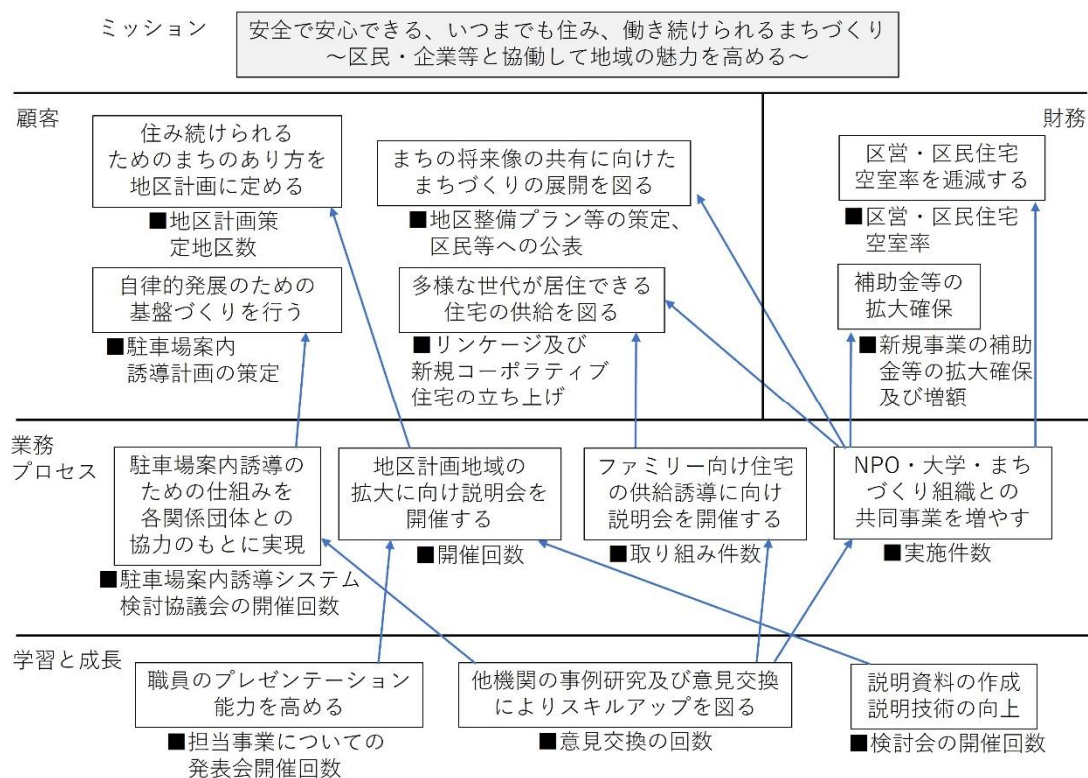 ミッション
安全で安心できる、いつまでも住み、働き続けられるまちづくり
～区民・企業等と協働して地域の魅力を高める～
顧客
住み続けられる
ためのまちのあり方を
地区計画に定める
■地区計画策
定地区数
まちの将来像の共有に向けた
まちづくりの展開を図る
■地区整備プラン等の策定、
区民等への公表
自律的発展のための
基盤づくりを行う
■駐車場案内
誘導計画の策定
多様な世代が居住できる
住宅の供給を図る
■リンケージ及び
新規コーポラティブ
住宅の立ち上げ
財務
区営・区民住宅
空室率を逓減する
■区営・区民住宅
空室率
補助金等の
拡大確保
■新規事業の補助
金等の拡大確保
及び増額
業務
プロセス
駐車場案内誘導の
ための仕組みを
各関係団体との
協力のもとに実現
■駐車場案内誘導システム
検討協議会の開催回数
地区計画地域の
拡大に向け説明会を
開催する
■開催回数
ファミリー向け住宅
の供給誘導に向け
説明会を開催する
■取り組み件数
NPO・大学・まち
づくり組織との
共同事業を増やす
■実施件数
学習と成長
職員のプレゼンテーション
能力を高める
■担当事業についての
発表会開催回数
他機関の事例研究及び意見交換
によりスキルアップを図る
■意見交換の回数
説明資料の作成
説明技術の向上
■検討会の開催回数